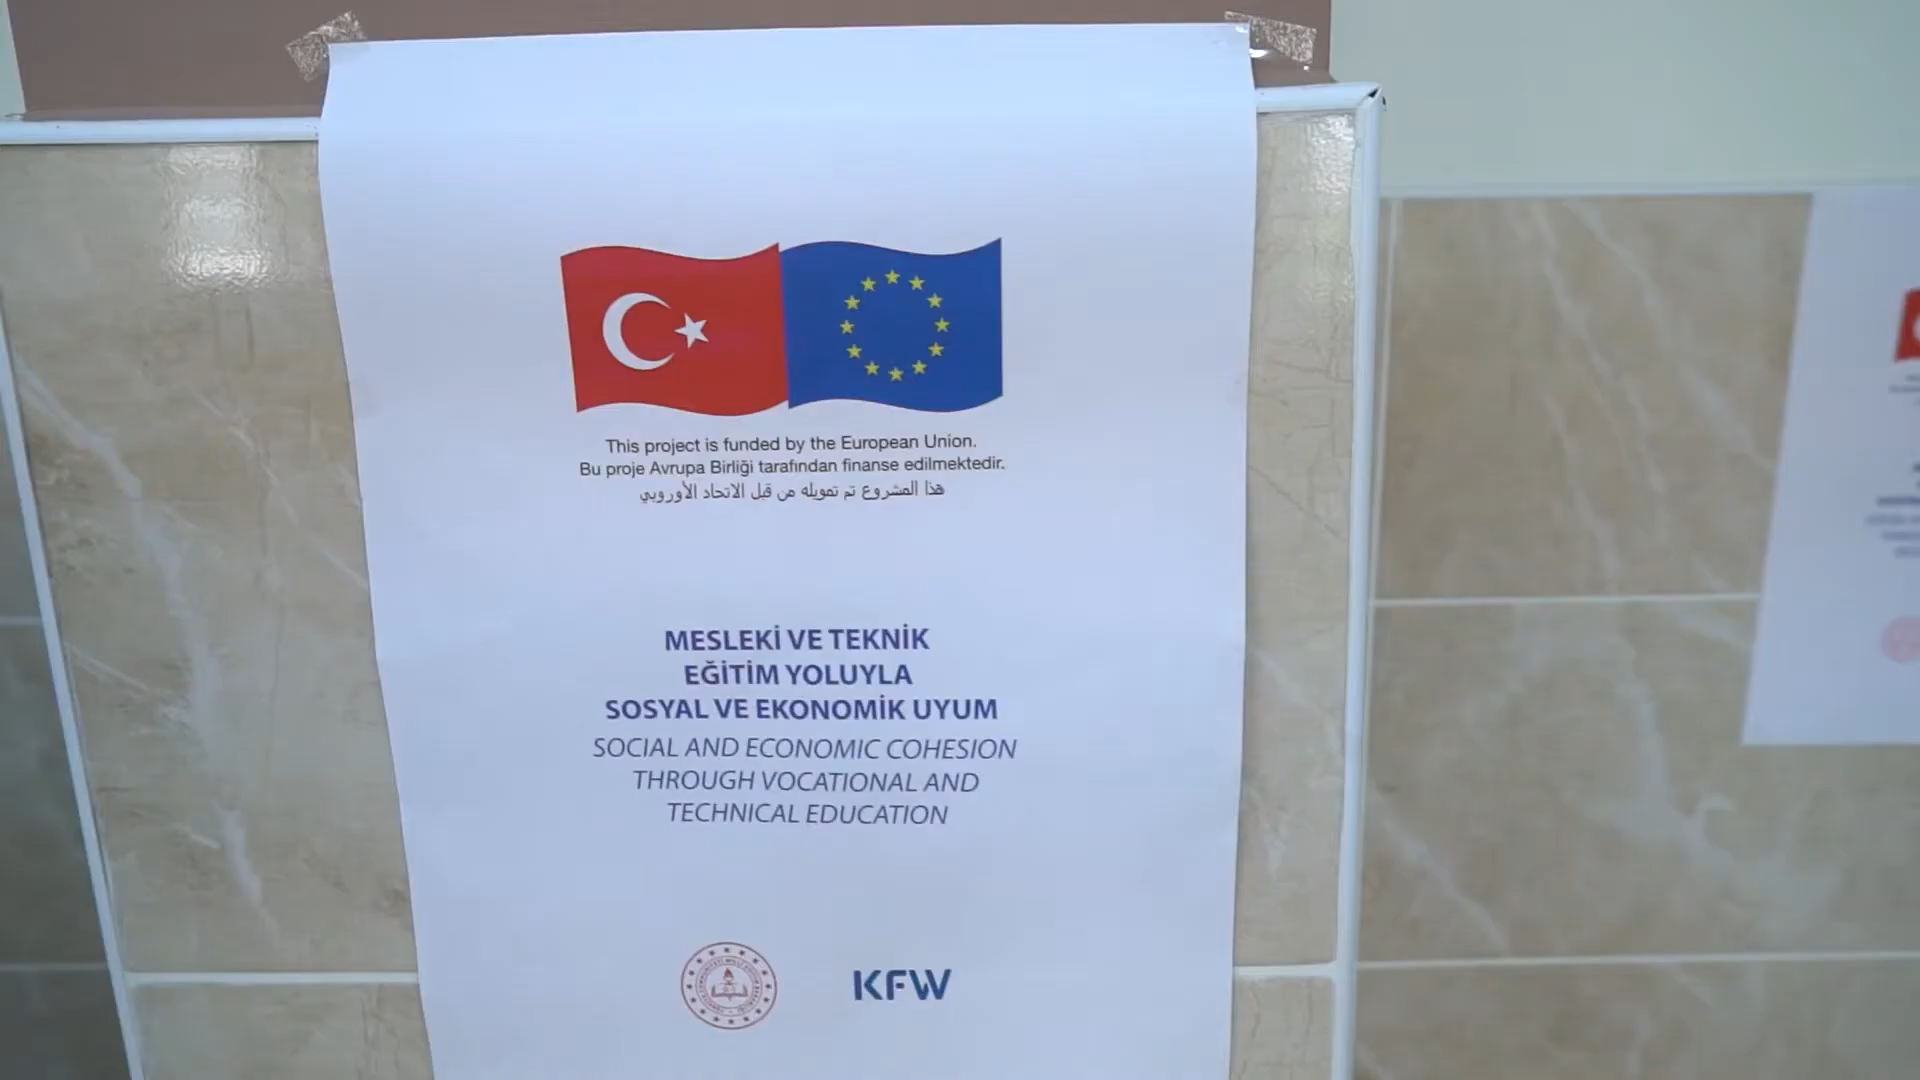 This project is funded by the European Union.
Bu proje Avrupa Birliği tarafından finanse edilmektedir.
هذا المشروع تم تمويله من قبل الاتحاد الأوروبي
MESLEKİ VE TEKNİK
EĞİTİM YOLUYLA
SOSYAL VE EKONOMİK UYUM
SOCIAL AND ECONOMIC COHESION
THROUGH VOCATIONAL AND
TECHNICAL EDUCATION
KFW